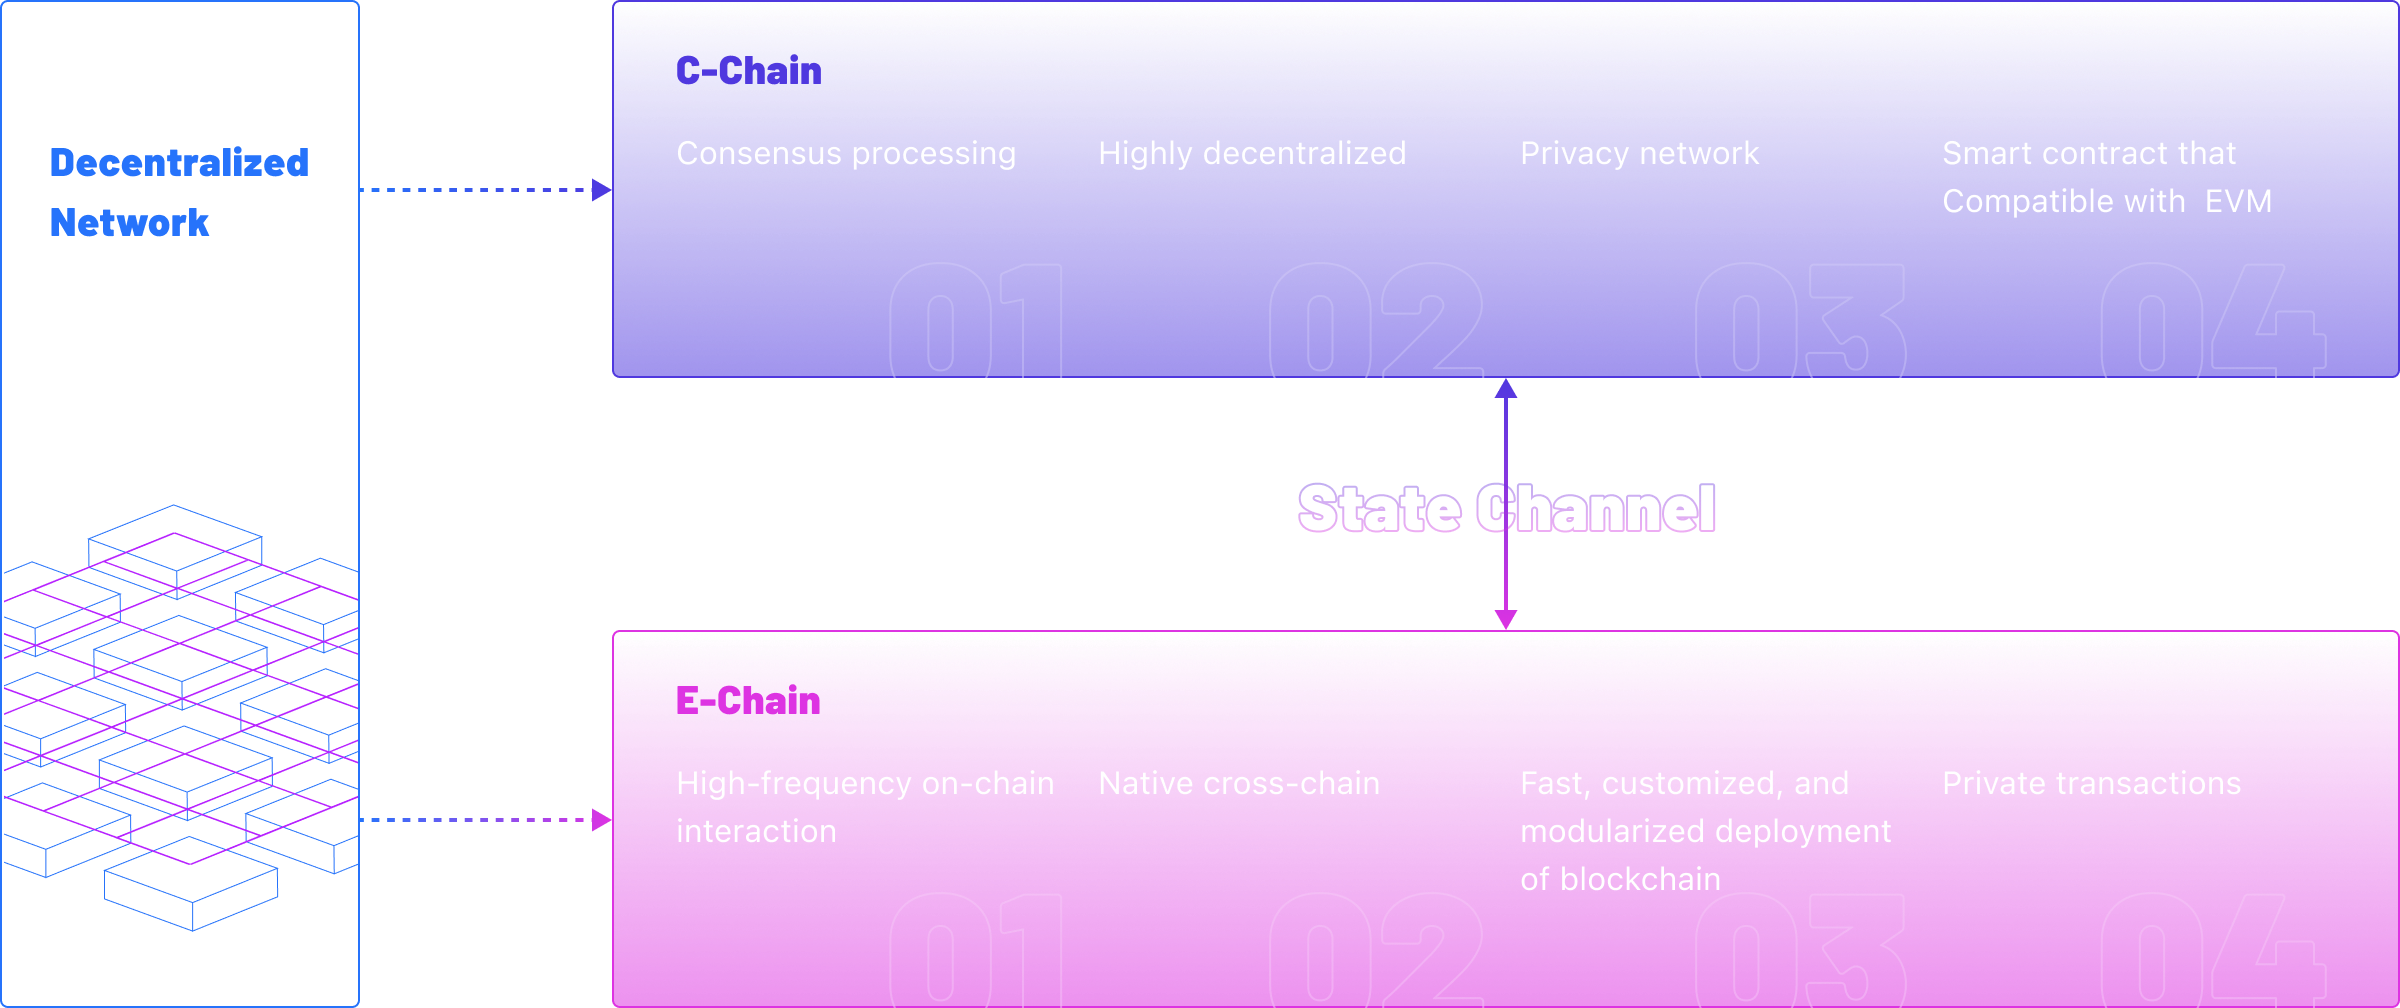 Decentralized
Network
C-Chain
Consensus processing
Highly decentralized
Privacy network
Smart contract that
Compatible with  EVM
01
02
03
04
State Channel
E-Chain
High-frequency on-chain
interaction
Native cross-chain
Fast, customized, and
modularized deployment
of blockchain
Private transactions
01
02
03
04